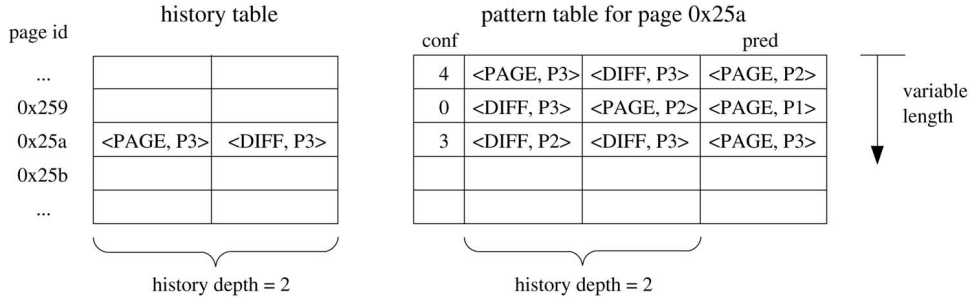 history table
pattern table for page 0x25a
page id
conf
pred
...
4 <PAGE, P3> <DIFF, P3> <PAGE, P2>
0x259
0 <DIFF, P3> <PAGE, P2> <PAGE, P1>
0x25a <PAGE, P3> <DIFF, P3>
3 <DIFF, P2> <DIFF, P3> <PAGE, P3>
0x25b
...
variable
length
history depth = 2
history depth = 2